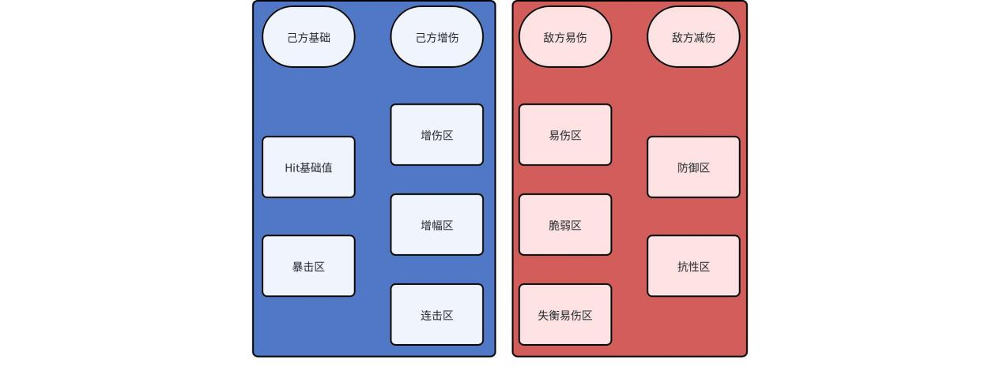 己方基础
己方增伤
敌方易伤
敌方减伤
增伤区
易伤区
Hit基础值
防御区
增幅区
脆弱区
暴击区
抗性区
连击区
失衡易伤区